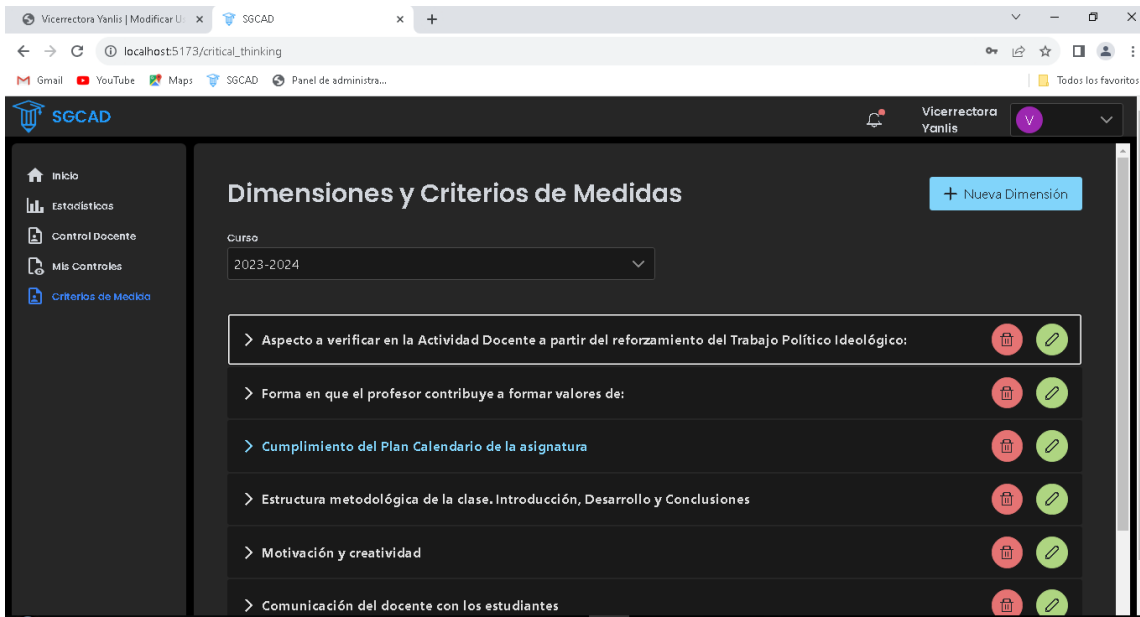 Vicerrectora Yanlis | Modificar U
SGCAD
localhost:5173/critical_thinking
Gmail
YouTube
Maps
SGCAD
Panel de administra...
Todos los favoritos
SGCAD
Vicerrectora
Yanlis
V
Inicio
Estadísticas
Control Docente
Mis Controles
Criterios de Medida
Dimensiones y Criterios de Medidas
+ Nueva Dimensión
Curso
2023-2024
Aspecto a verificar en la Actividad Docente a partir del reforzamiento del Trabajo Político Ideológico:
Forma en que el profesor contribuye a formar valores de:
Cumplimiento del Plan Calendario de la asignatura
Estructura metodológica de la clase. Introducción, Desarrollo y Conclusiones
Motivación y creatividad
Comunicación del docente con los estudiantes